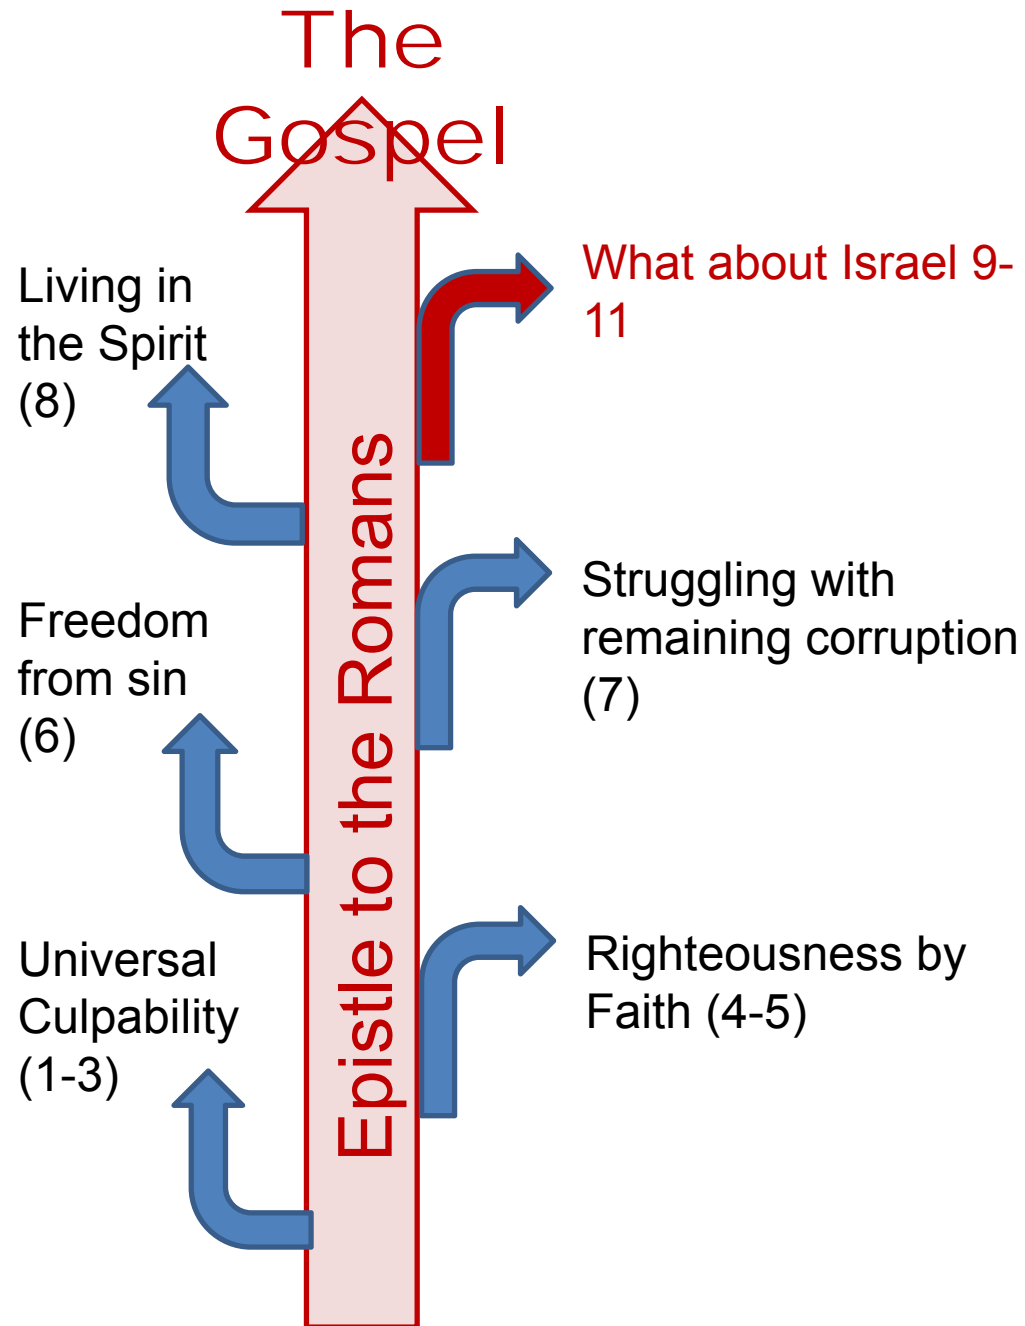 The
Gospel
What about Israel 9-
11
Living in
the Spirit
(8)
Struggling with
remaining corruption
(7)
Freedom
from sin
(6)
Righteousness by
Faith (4-5)
Universal
Culpability
(1-3)
Epistle to the Romans